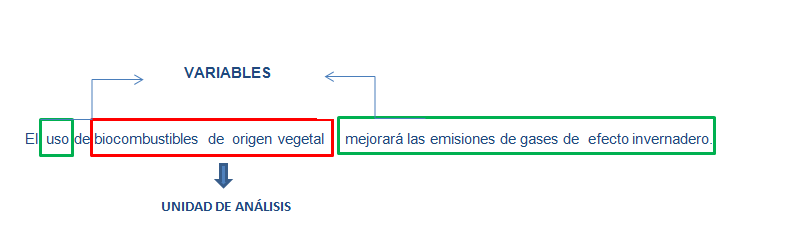 VARIABLES
El uso de biocombustibles de origen vegetal mejorará las emisiones de gases de efecto invernadero.
UNIDAD DE ANÁLISIS